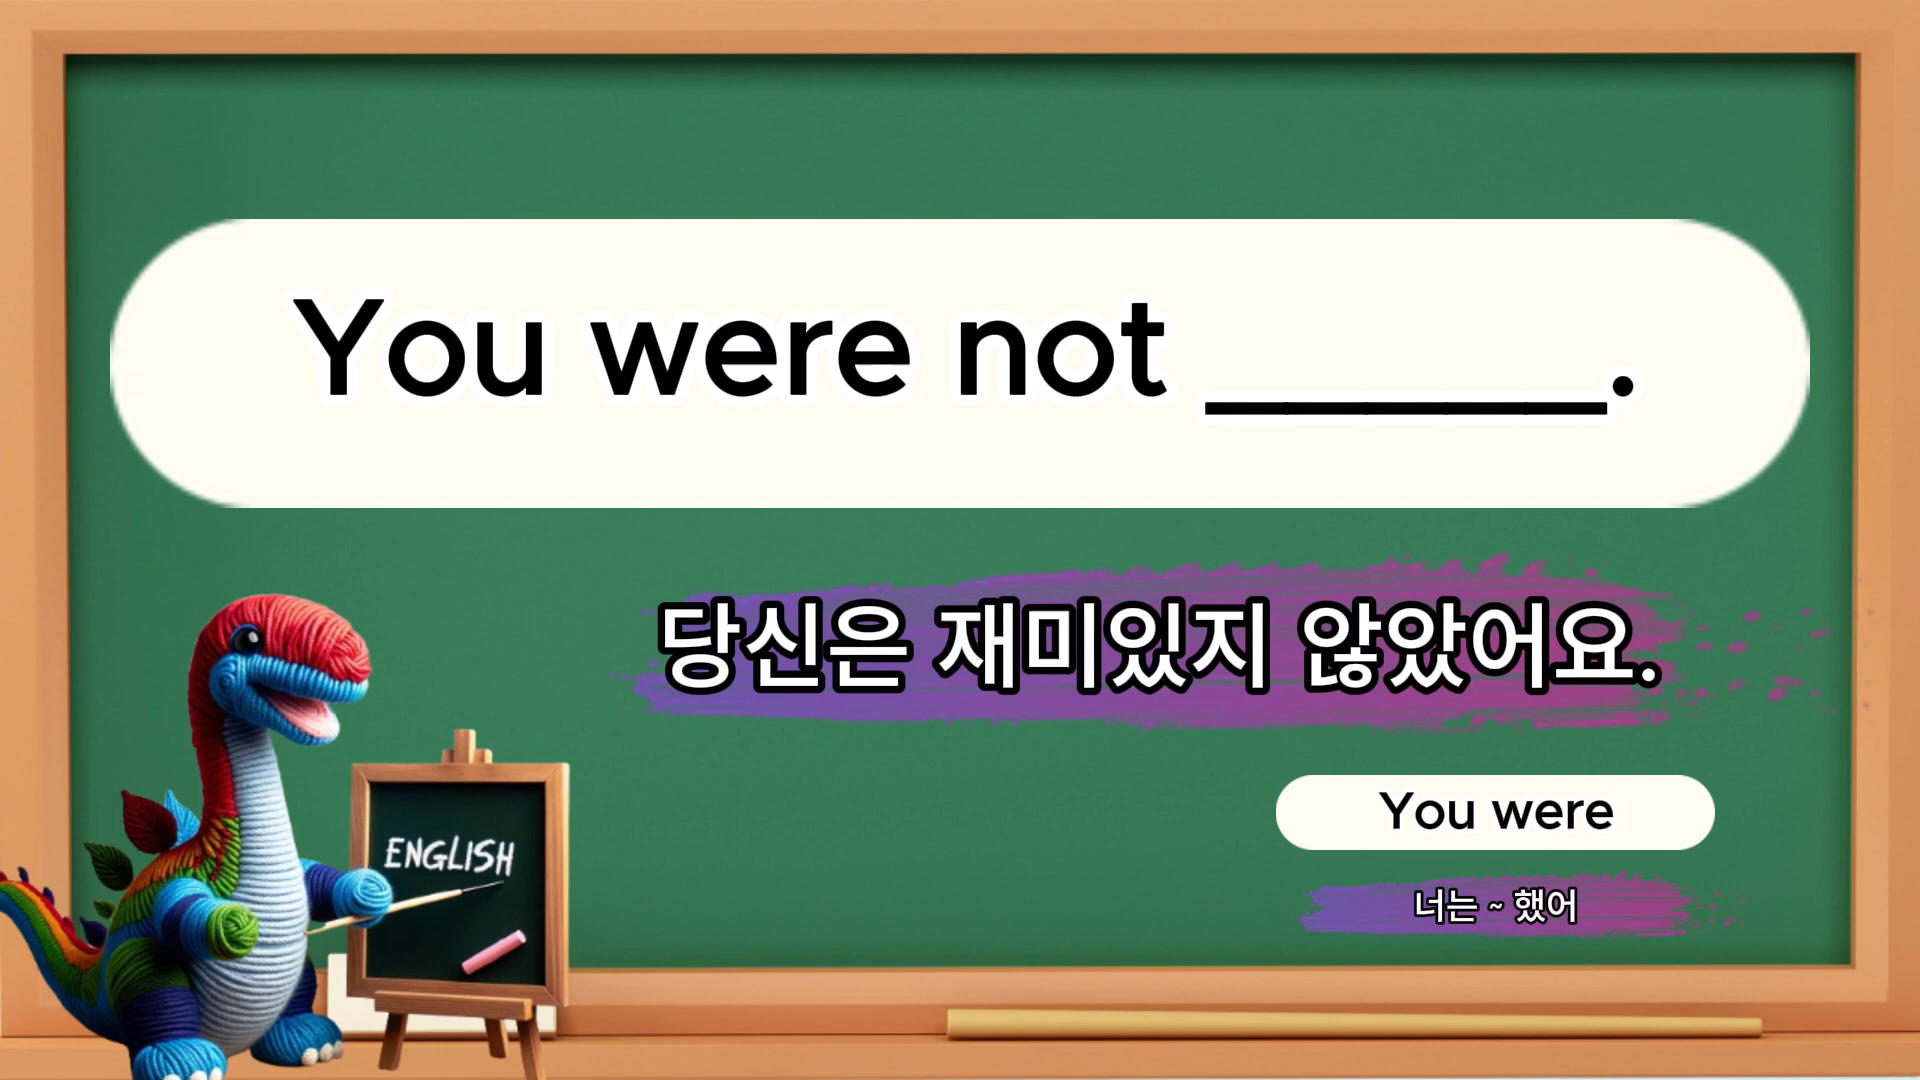 You were not _____.
당신은 재미있지 않았어요.
ENGLISH
You were
너는 ~ 했어